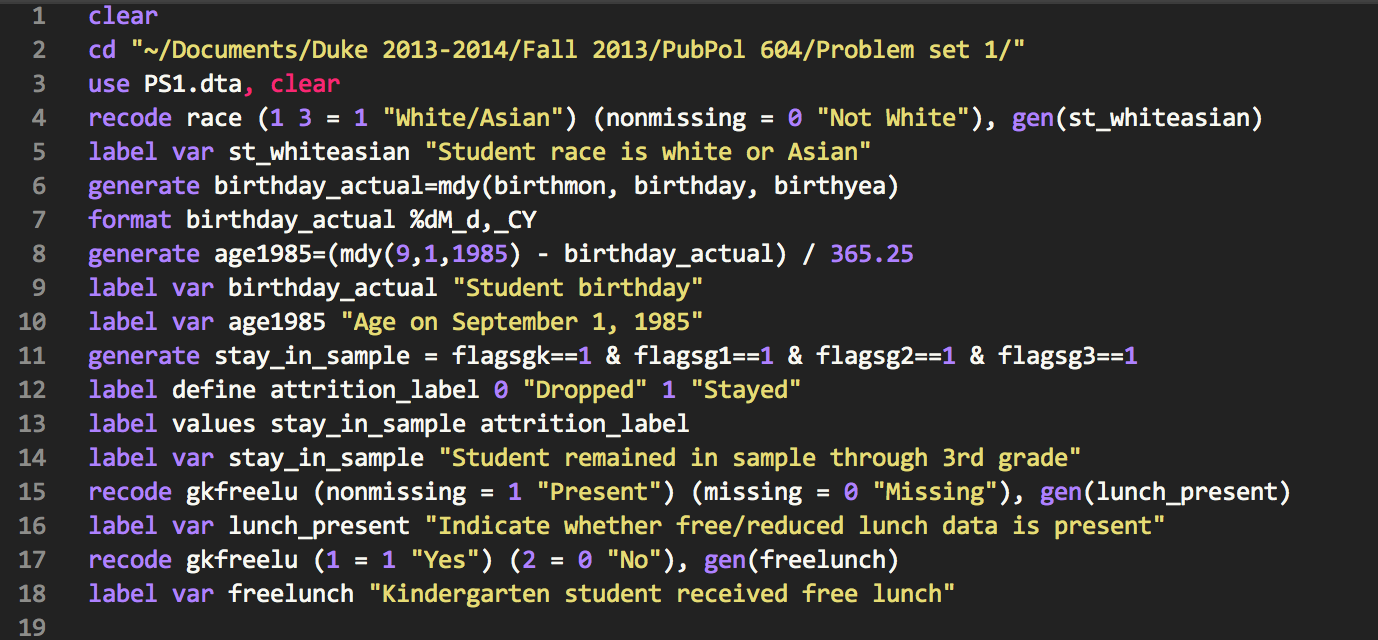 1 clear
2 cd "~/Documents/Duke 2013-2014/Fall 2013/PubPol 604/Problem set 1/"
3 use PS1.dta, clear
4 recode race (1 3 = 1 "White/Asian") (nonmissing = 0 "Not White"), gen(st_whiteasian)
5 label var st_whiteasian "Student race is white or Asian"
6 generate birthday_actual=mdy(birthmon, birthday, birthyea)
7 format birthday_actual %dM_d,_CY
8 generate age1985=(mdy(9,1,1985) - birthday_actual) / 365.25
9 label var birthday_actual "Student birthday"
10 label var age1985 "Age on September 1, 1985"
11 generate stay_in_sample = flagsgk==1 & flagsg1==1 & flagsg2==1 & flagsg3==1
12 label define attrition_label 0 "Dropped" 1 "Stayed"
13 label values stay_in_sample attrition_label
14 label var stay_in_sample "Student remained in sample through 3rd grade"
15 recode gkfreelu (nonmissing = 1 "Present") (missing = 0 "Missing"), gen(lunch_present)
16 label var lunch_present "Indicate whether free/reduced lunch data is present"
17 recode gkfreelu (1 = 1 "Yes") (2 = 0 "No"), gen(freelunch)
18 label var freelunch "Kindergarten student received free lunch"
19